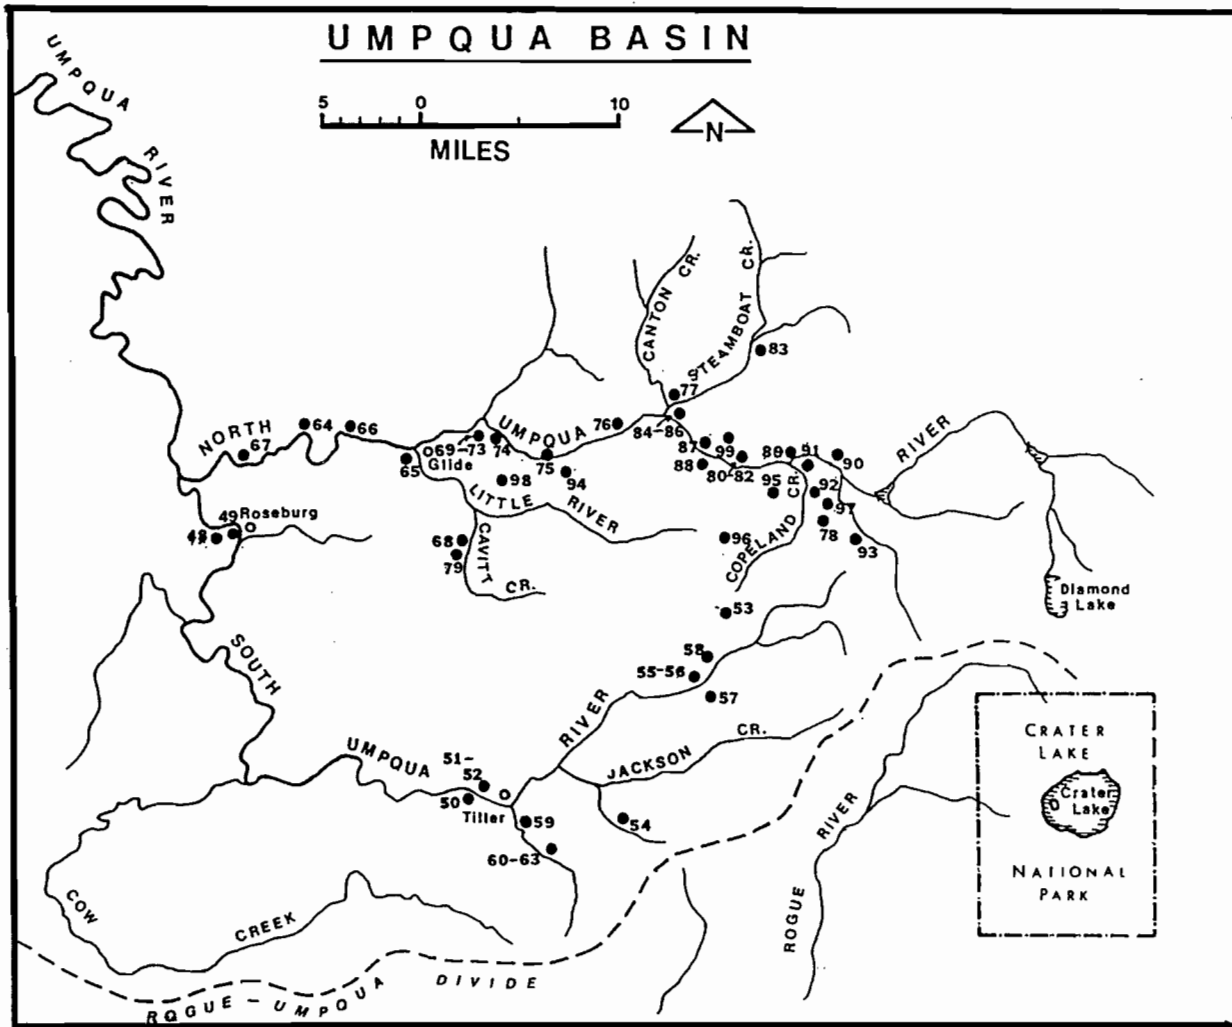 UMPQUA BASIN
5 0 10
MILES
N
UMPQUA
RIVER
CANTON CR.
STEAMBOAT CR.
83
77
NORTH
UMPQUA
RIVER
64
66
67
65
69-73
Glide
74
75
76
84-86
87
99
88
80-82
89
91
90
95
92
97
78
93
94
98
LITTLE RIVER
68
79
CAVITT
CR.
96
COPELAND CR.
49
Roseburg
Diamond
Lake
53
58
55-56
57
SOUTH
UMPQUA
RIVER
51-
52
50
Tiller
59
60-63
54
JACKSON CR.
COW
CREEK
ROGUE-UMPQUA DIVIDE
ROGUE
RIVER
CRATER
LAKE
Crater
Lake
NATIONAL
PARK